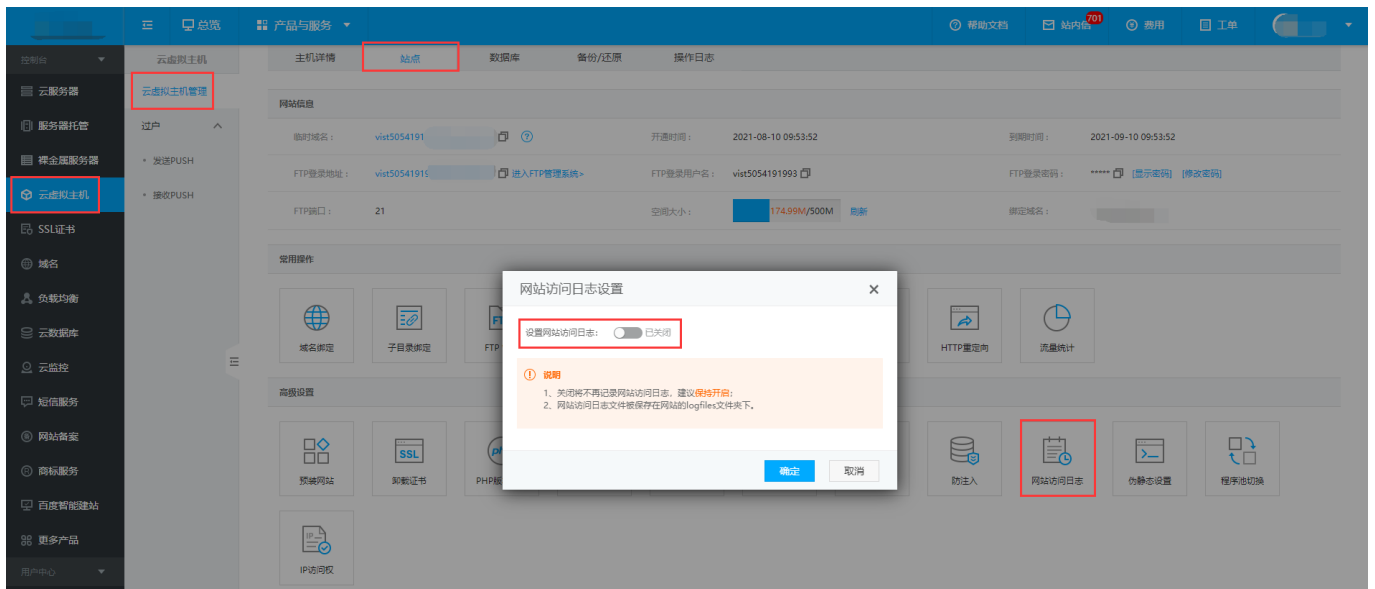 总览 产品与服务 帮助文档 站内信 701 费用 工单
控制台 云虚拟主机 主机详情 站点 数据库 备份/还原 操作日志
云服务器 云虚拟主机管理
网站信息
服务器托管 过户
临时域名： vist5054191 开通时间： 2021-08-10 09:53:52 到期时间： 2021-09-10 09:53:52
裸金属服务器 • 发送PUSH
FTP登录地址： vist50541919 进入FTP管理系统» FTP登录用户名： vist5054191993 FTP登录密码： ***** [显示密码] [修改密码]
云虚拟主机 • 接收PUSH
FTP端口： 21 空间大小： 174.99M/500M 刷新 绑定域名：
SSL证书
域名 常用操作
负载均衡
云数据库
域名绑定 子目录绑定 FTP HTTP重定向 流量统计
云监控
高级设置
短信服务
网站备案
商标服务
SSL
预装网站 卸载证书 PHP版 防注入 网站访问日志 伪静态设置 程序池切换
百度智能建站
更多产品
IP
IP访问权
用户中心
网站访问日志设置
设置网站访问日志： 已关闭
说明
1、关闭将不再记录网站访问日志，建议保持开启;
2、网站访问日志文件被保存在网站的logfiles文件夹下。
确定 取消